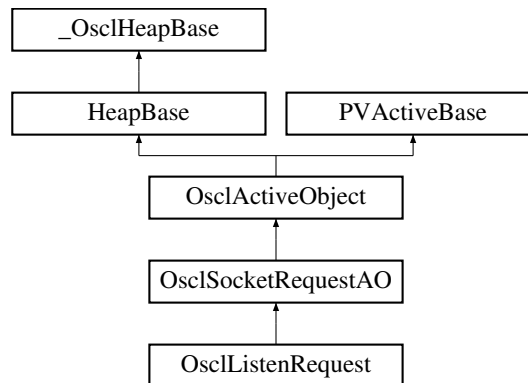 _OsclHeapBase
HeapBase
PVActiveBase
OsclActiveObject
OsclSocketRequestAO
OsclListenRequest